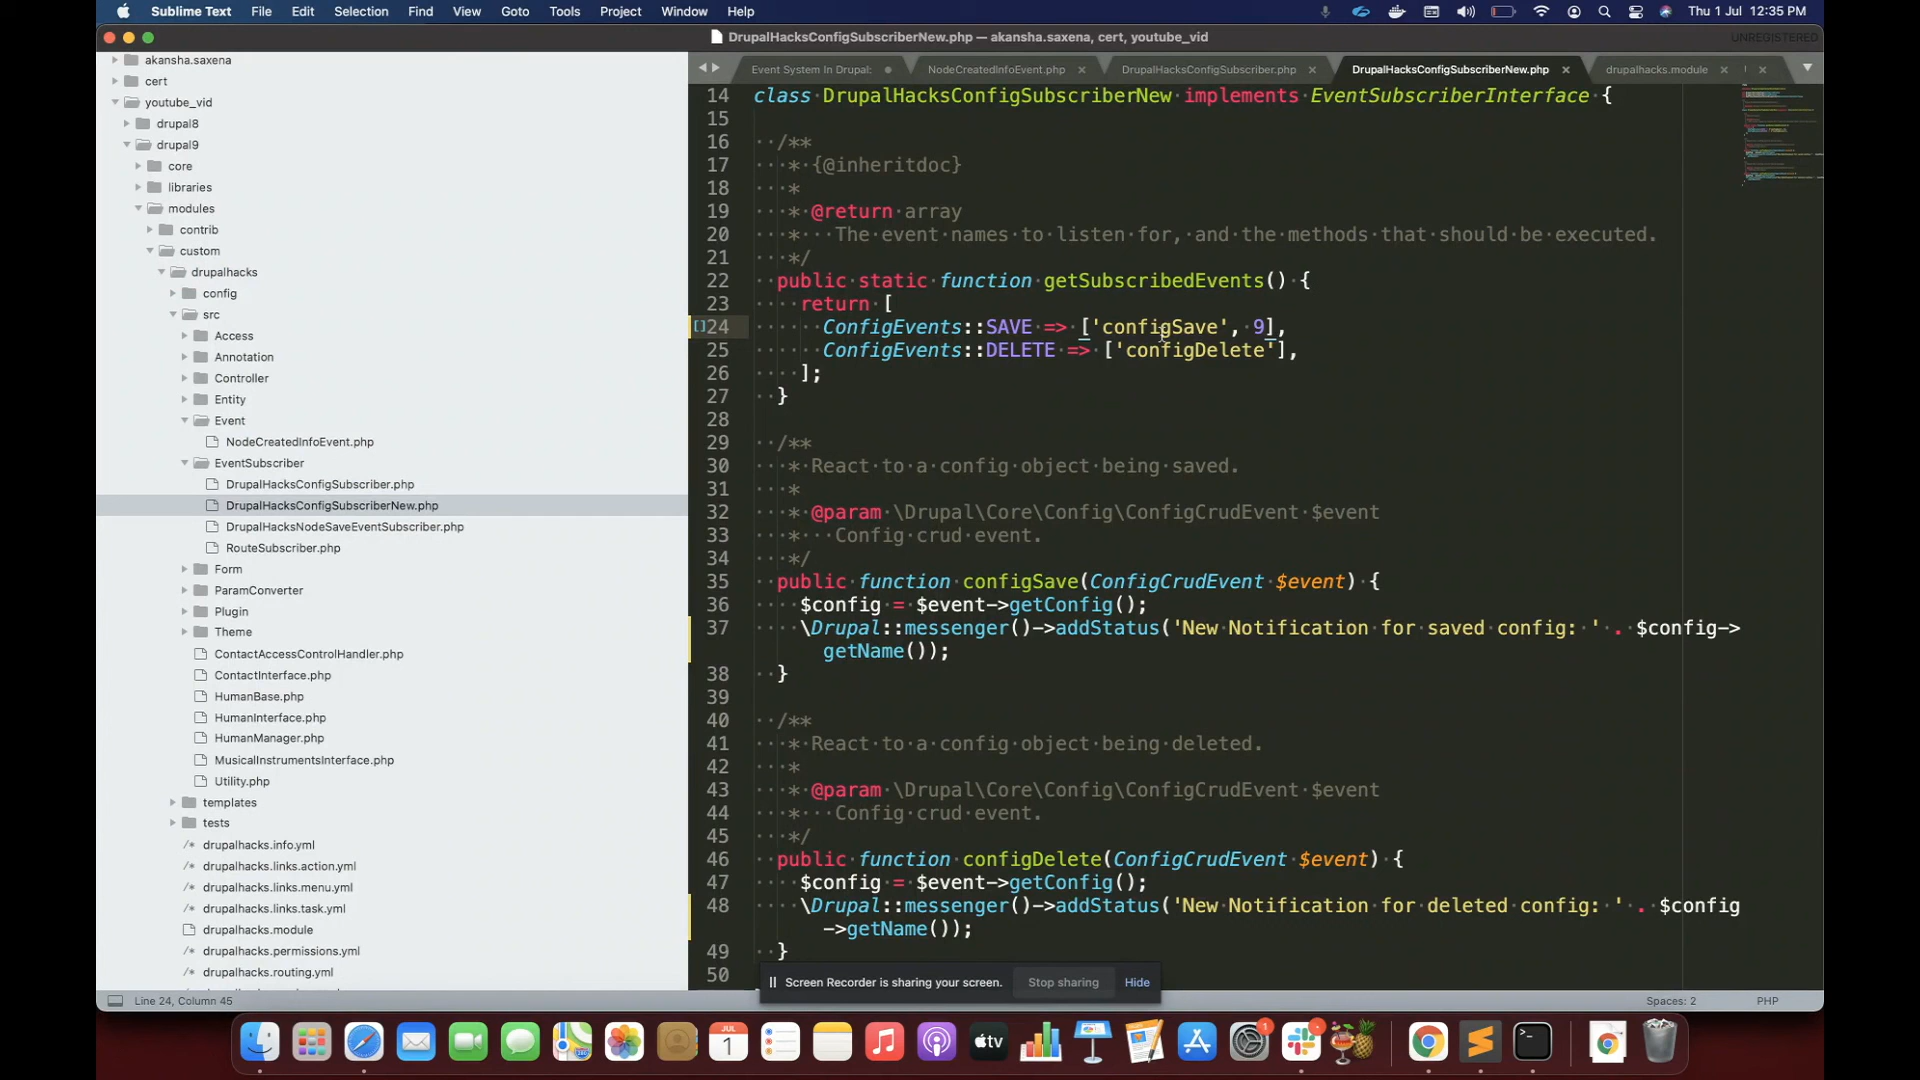 Sublime Text File Edit Selection Find View Goto Tools Project Window Help Thu 1 Jul 12:35 PM
DrupalHacksConfigSubscriberNew.php — akansha.saxena, cert, youtube_vid UNREGISTERED
Event System In Drupal: NodeCreatedInfoEvent.php DrupalHacksConfigSubscriber.php DrupalHacksConfigSubscriberNew.php drupalhacks.module
akansha.saxena
cert
youtube_vid
drupal8
drupal9
core
libraries
modules
contrib
custom
drupalhacks
config
src
Access
Annotation
Controller
Entity
Event
NodeCreatedInfoEvent.php
EventSubscriber
DrupalHacksConfigSubscriber.php
DrupalHacksConfigSubscriberNew.php
DrupalHacksNodeSaveEventSubscriber.php
RouteSubscriber.php
Form
ParamConverter
Plugin
Theme
ContactAccessControlHandler.php
ContactInterface.php
HumanBase.php
HumanInterface.php
HumanManager.php
MusicalInstrumentsInterface.php
Utility.php
templates
tests
/* drupalhacks.info.yml
/* drupalhacks.links.action.yml
/* drupalhacks.links.menu.yml
/* drupalhacks.links.task.yml
drupalhacks.module
/* drupalhacks.permissions.yml
/* drupalhacks.routing.yml
14 class DrupalHacksConfigSubscriberNew implements EventSubscriberInterface {
15
16 /**
17 * {@inheritdoc}
18 *
19 * @return array
20 * The event names to listen for, and the methods that should be executed.
21 */
22 public static function getSubscribedEvents() {
23 return [
24 ConfigEvents::SAVE => ['configSave', 9],
25 ConfigEvents::DELETE => ['configDelete'],
26 ];
27 }
28
29 /**
30 * React to a config object being saved.
31 *
32 * @param \Drupal\Core\Config\ConfigCrudEvent $event
33 * Config crud event.
34 */
35 public function configSave(ConfigCrudEvent $event) {
36 $config = $event->getConfig();
37 \Drupal::messenger()->addStatus('New Notification for saved config: ' . $config->
getName());
38 }
39
40 /**
41 * React to a config object being deleted.
42 *
43 * @param \Drupal\Core\Config\ConfigCrudEvent $event
44 * Config crud event.
45 */
46 public function configDelete(ConfigCrudEvent $event) {
47 $config = $event->getConfig();
48 \Drupal::messenger()->addStatus('New Notification for deleted config: ' . $config
->getName());
49 }
50
Screen Recorder is sharing your screen. Stop sharing Hide
Line 24, Column 45 Spaces: 2 PHP
JUL
1
tv
1